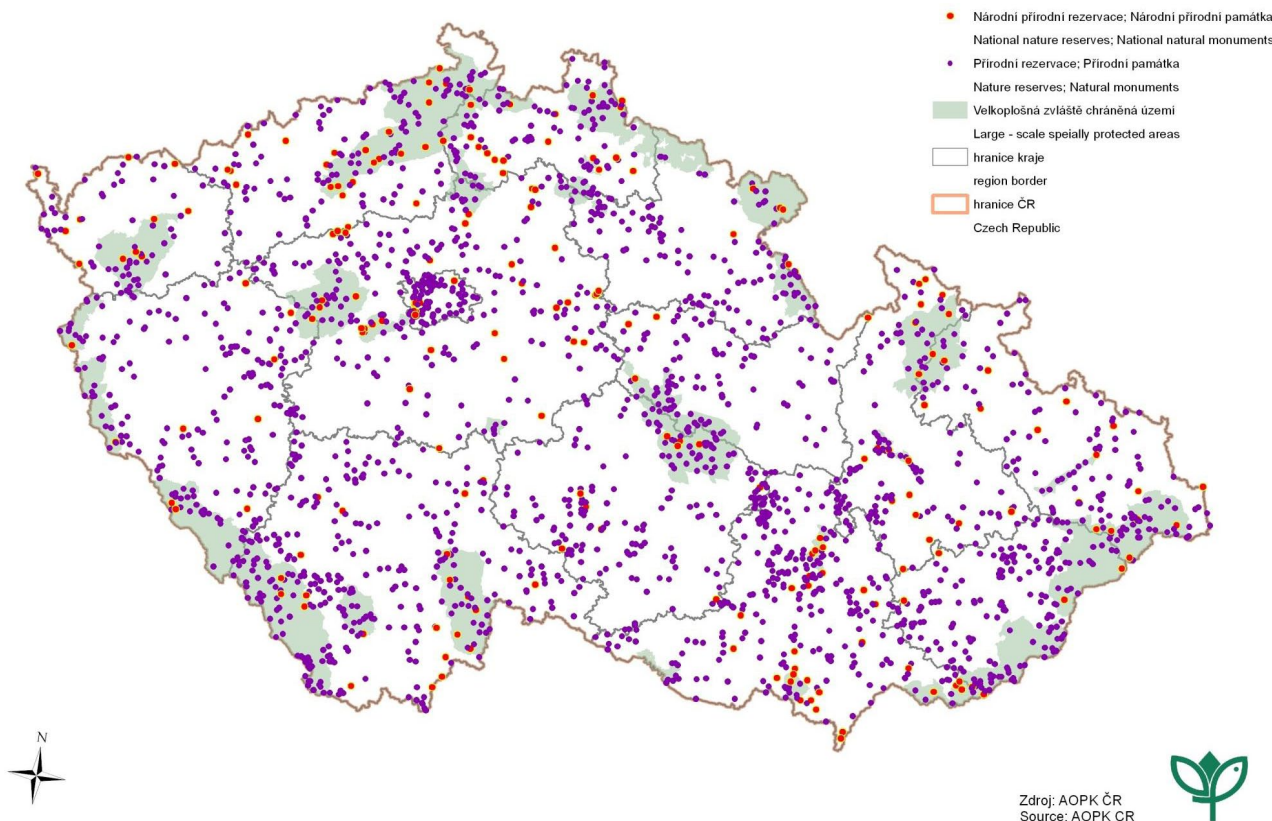 Národní přírodní rezervace; Národní přírodní památka
National nature reserves; National natural monuments
Přírodní rezervace; Přírodní památka
Nature reserves; Natural monuments
Velkoplošná zvláště chráněná území
Large - scale speially protected areas
hranice kraje
region border
hranice ČR
Czech Republic
N
Zdroj: AOPK ČR
Source: AOPK CR